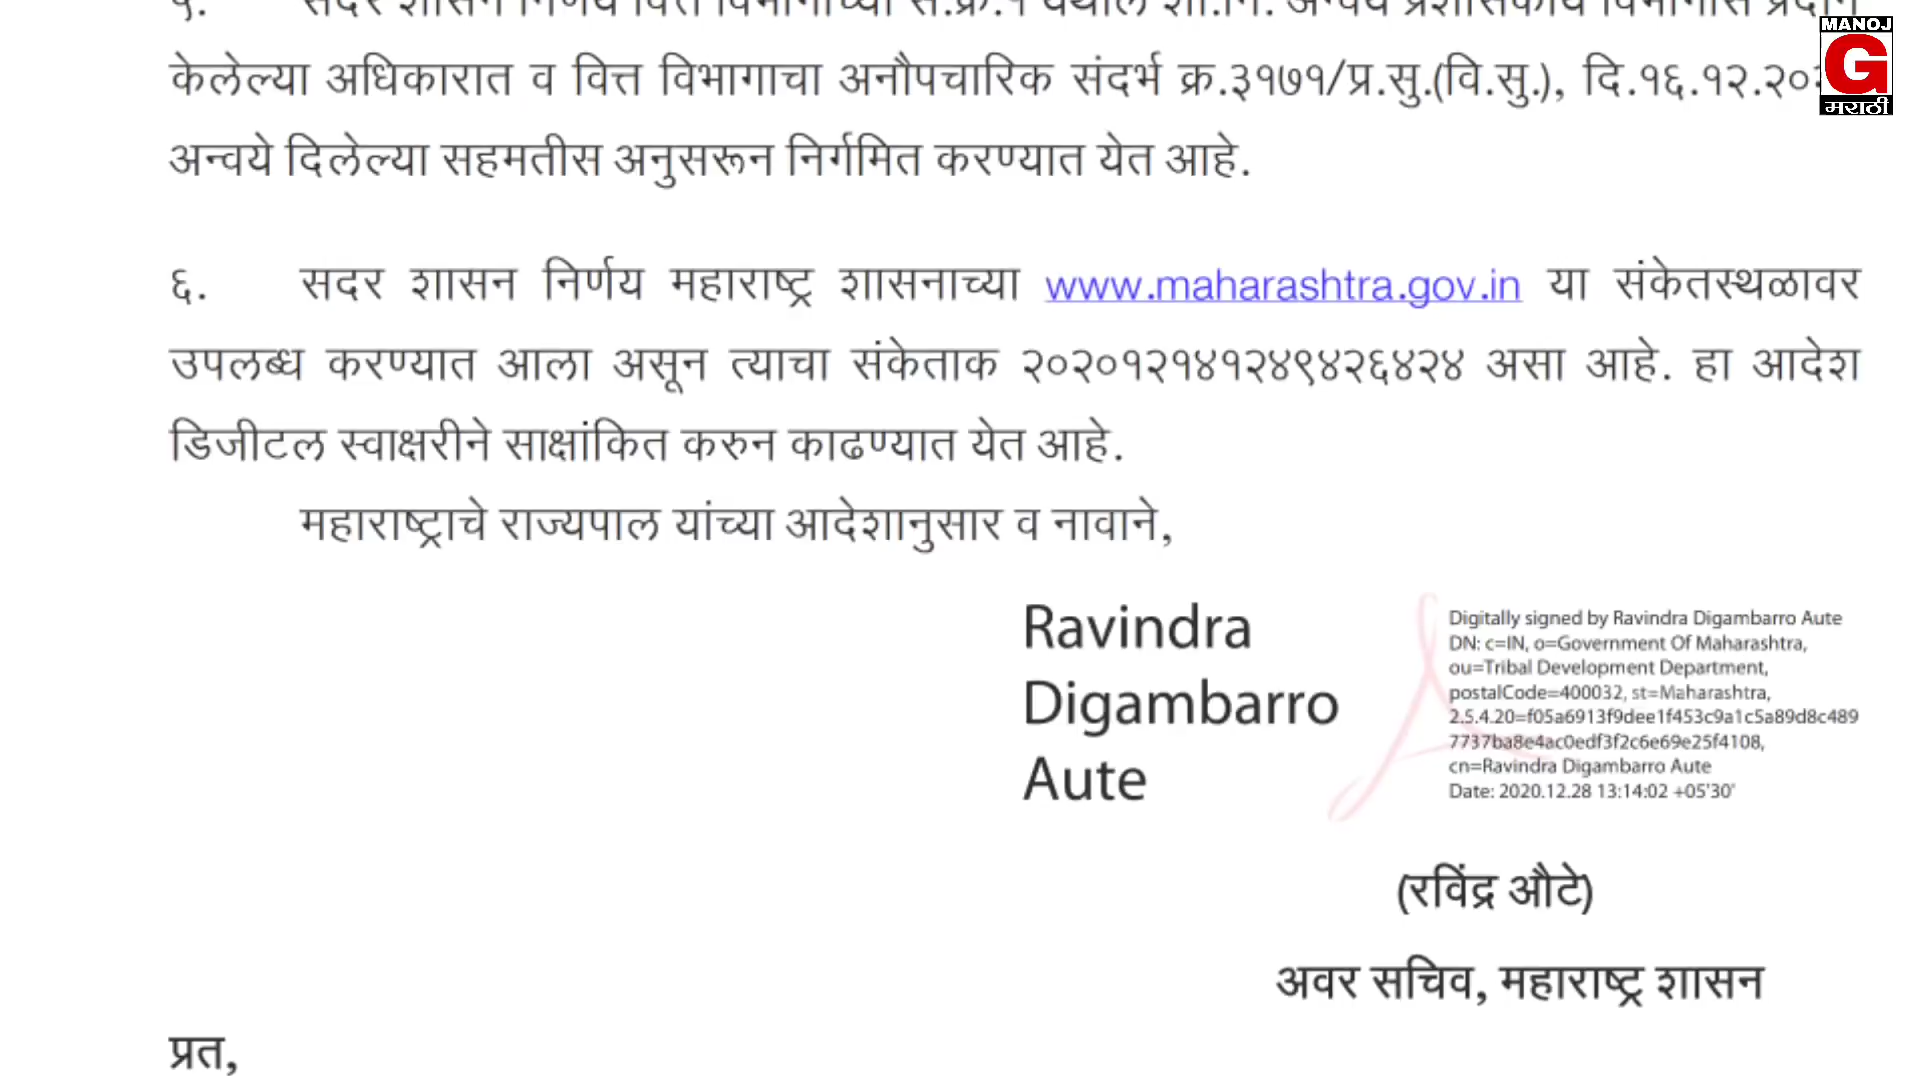 ५. सदर शासन निर्णय वित्त विभागाच्या
केलेल्या अधिकारात व वित्त विभागाचा अनौपचारिक संदर्भ क्र.३१७१/प्र.सु.(वि.सु.), दि.१६.१२.२०
अन्वये दिलेल्या सहमतीस अनुसरून निर्गमित करण्यात येत आहे.
६. सदर शासन निर्णय महाराष्ट्र शासनाच्या www.maharashtra.gov.in या संकेतस्थळावर
उपलब्ध करण्यात आला असून त्याचा संकेताक २०२०१२१४१२४९४२६४२४ असा आहे. हा आदेश
डिजीटल स्वाक्षरीने साक्षांकित करुन काढण्यात येत आहे.
महाराष्ट्राचे राज्यपाल यांच्या आदेशानुसार व नावाने,
Ravindra
Digambarro
Aute
Digitally signed by Ravindra Digambarro Aute
DN: c=IN, o=Government Of Maharashtra,
ou=Tribal Development Department,
postalCode=400032, st=Maharashtra,
2.5.4.20=f05a6913f9dee1f453c9a1c5a89d8c489
7737ba8e4ac0edf3f2c6e69e25f4108,
cn=Ravindra Digambarro Aute
Date: 2020.12.28 13:14:02 +05'30'
(रविंद्र औटे)
अवर सचिव, महाराष्ट्र शासन
प्रत,
MANOJ
G
मराठी